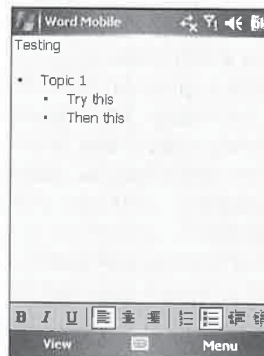 Word Mobile
Testing
• Topic 1
▪ Try this
▪ Then this
B I U
View Menu